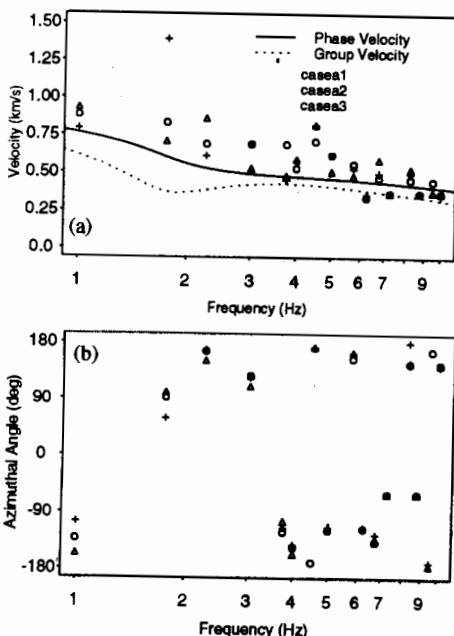 1.50
1.25
1.00
0.75
0.50
0.25
0.0
Velocity (km/s)
Phase Velocity
Group Velocity
casea1
casea2
casea3
(a)
1 2 3 4 5 6 7 9
Frequency (Hz)
180
90
0
-90
-180
Azimuthal Angle (deg)
(b)
1 2 3 4 5 6 7 9
Frequency (Hz)